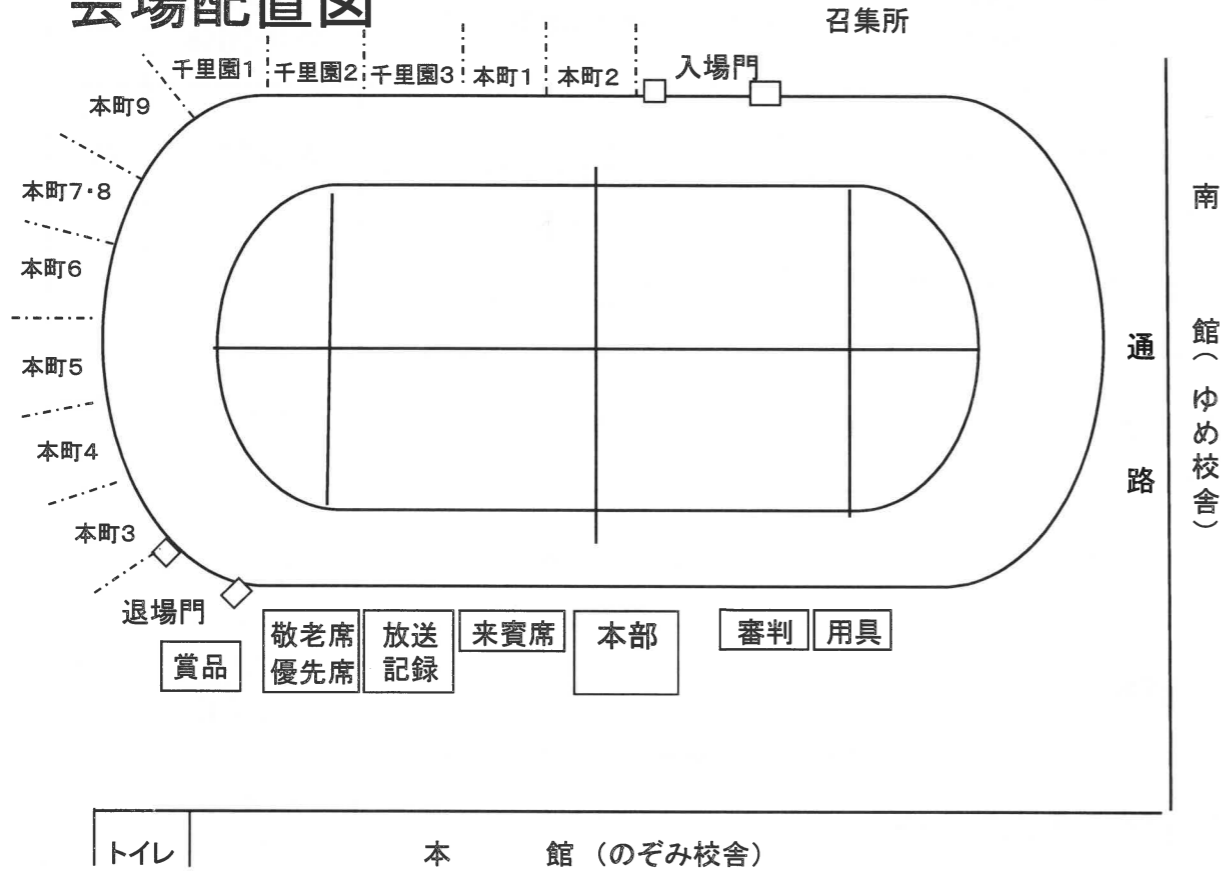 会場配置図
召集所
千里園1
千里園2
千里園3
本町1
本町2
入場門
本町9
本町7・8
本町6
本町5
本町4
本町3
退場門
通路
南館（ゆめ校舎）
賞品
敬老席
優先席
放送
記録
来賓席
本部
審判
用具
トイレ
本館（のぞみ校舎）